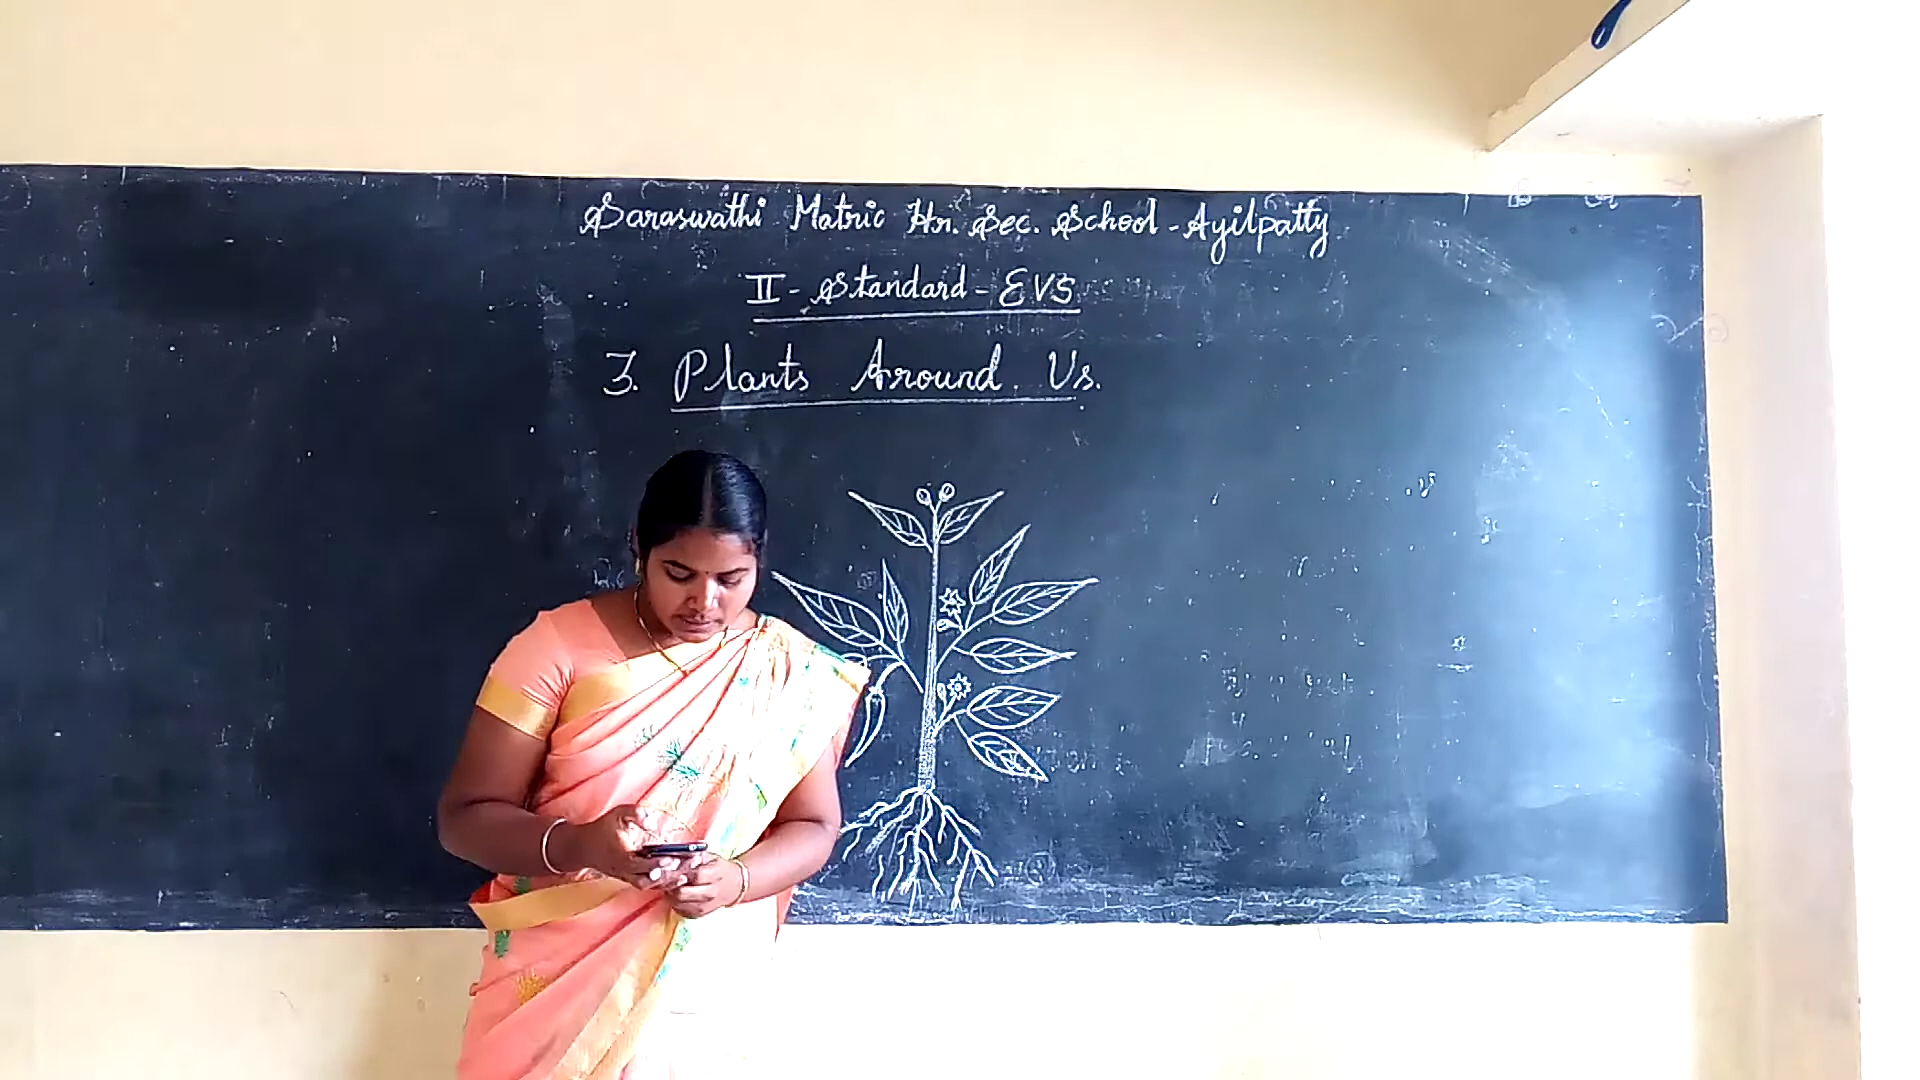 Saraswathi Matric Hr. Sec. School - Ayilpatty
II - Standard - EVS
3. Plants Around Us.